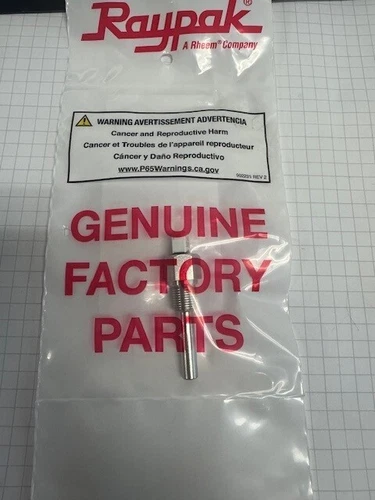 Raypak®
A Rheem® Company
WARNING AVERTISSEMENT ADVERTENCIA
Cancer and Reproductive Harm
Cancer et Troubles de l'appareil reproducteur
Cáncer y Daño Reproductivo
www.P65Warnings.ca.gov
GENUINE
FACTORY
PARTS